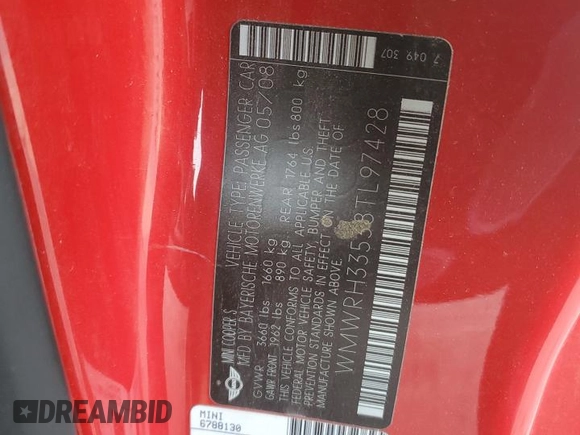 7 049 307
MINI COOPER S VEHICLE TYPE: PASSENGER CAR
MFD BY BAYERISCHE MOTORENWERKE AG 05/08
GVWR 3660 lbs 1660 kg
GAWR FRONT 1962 lbs 890 kg REAR 1764 lbs 800 kg
THIS VEHICLE CONFORMS TO ALL APPLICABLE U.S.
FEDERAL MOTOR VEHICLE SAFETY, BUMPER AND THEFT
PREVENTION STANDARDS IN EFFECT ON THE DATE OF
MANUFACTURE SHOWN ABOVE.
WMWRH33538TL97428
MINI
6788130
DREAMBID